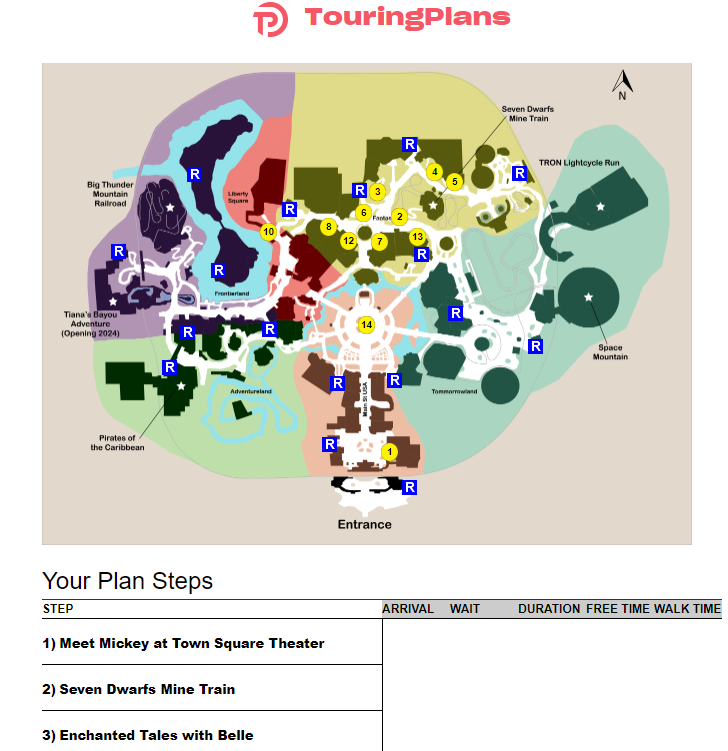 TouringPlans
N
Seven Dwarfs
Mine Train
TRON Lightcycle Run
R
R
4
5
R
Big Thunder
Mountain
Railroad
Liberty
Square
R
3
R
6
Fantas
2
10
8
12
7
13
R
R
R
Frontierland
Tiana's Bayou
Adventure
(Opening 2024)
R
R
14
R
R
Space
Mountain
R
Adventureland
R
Main St USA
R
Tommorrowland
Pirates of
the Caribbean
R
1
R
Entrance
Your Plan Steps
STEP ARRIVAL WAIT DURATION FREE TIME WALK TIME
1) Meet Mickey at Town Square Theater
2) Seven Dwarfs Mine Train
3) Enchanted Tales with Belle